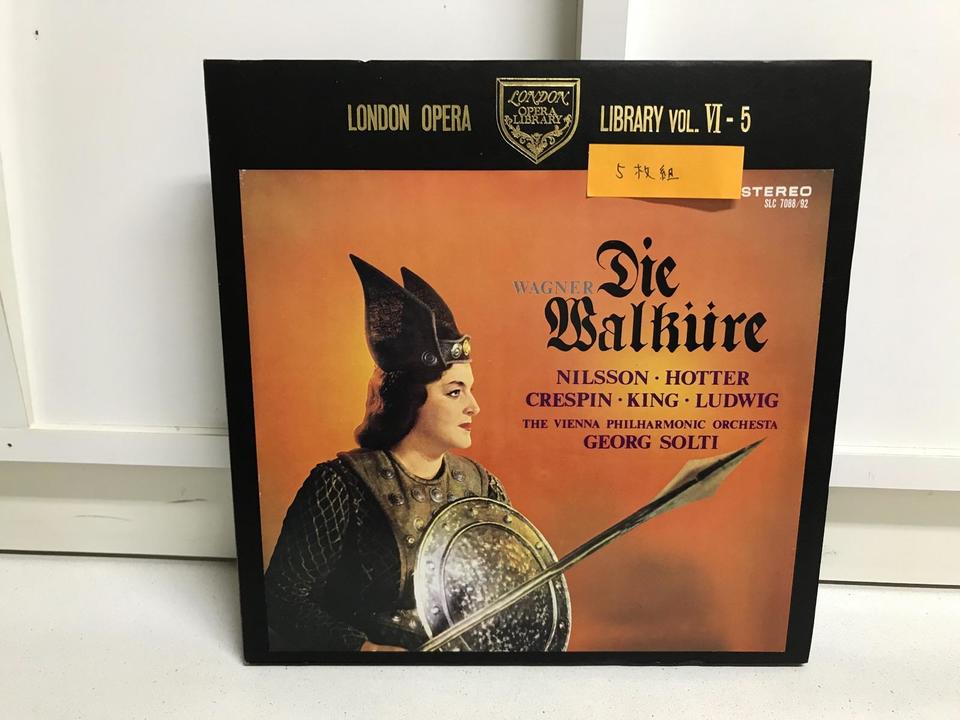 LONDON OPERA
LONDON
OPERA
LIBRARY
LIBRARY VOL. VI - 5
5枚組
STEREO
SLC 7088/92
WAGNER
Die
Walküre
NILSSON · HOTTER
CRESPIN · KING · LUDWIG
THE VIENNA PHILHARMONIC ORCHESTA
GEORG SOLTI